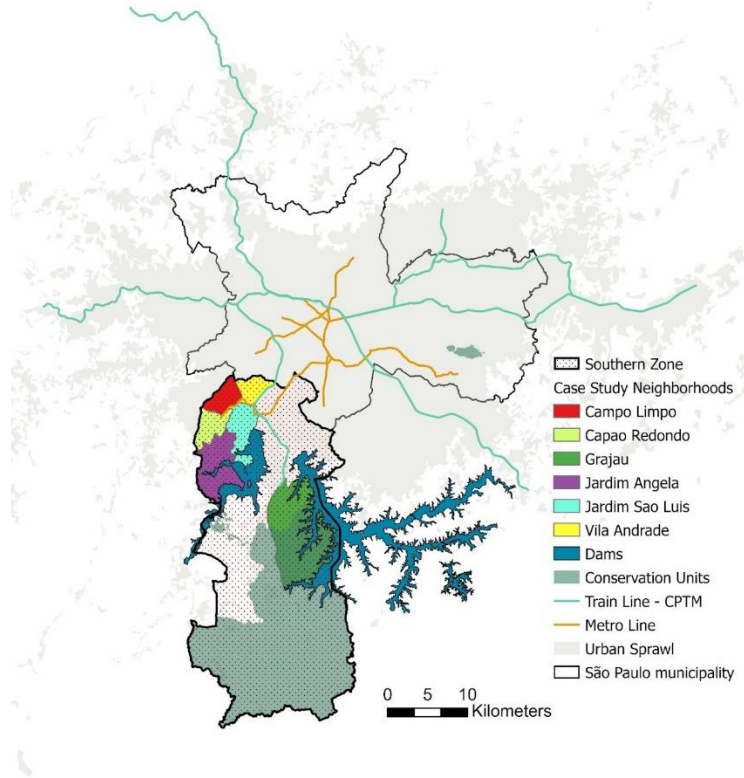 Southern Zone
Case Study Neighborhoods
Campo Limpo
Capao Redondo
Grajau
Jardim Angela
Jardim Sao Luis
Vila Andrade
Dams
Conservation Units
Train Line - CPTM
Metro Line
Urban Sprawl
São Paulo municipality
0 5 10
Kilometers